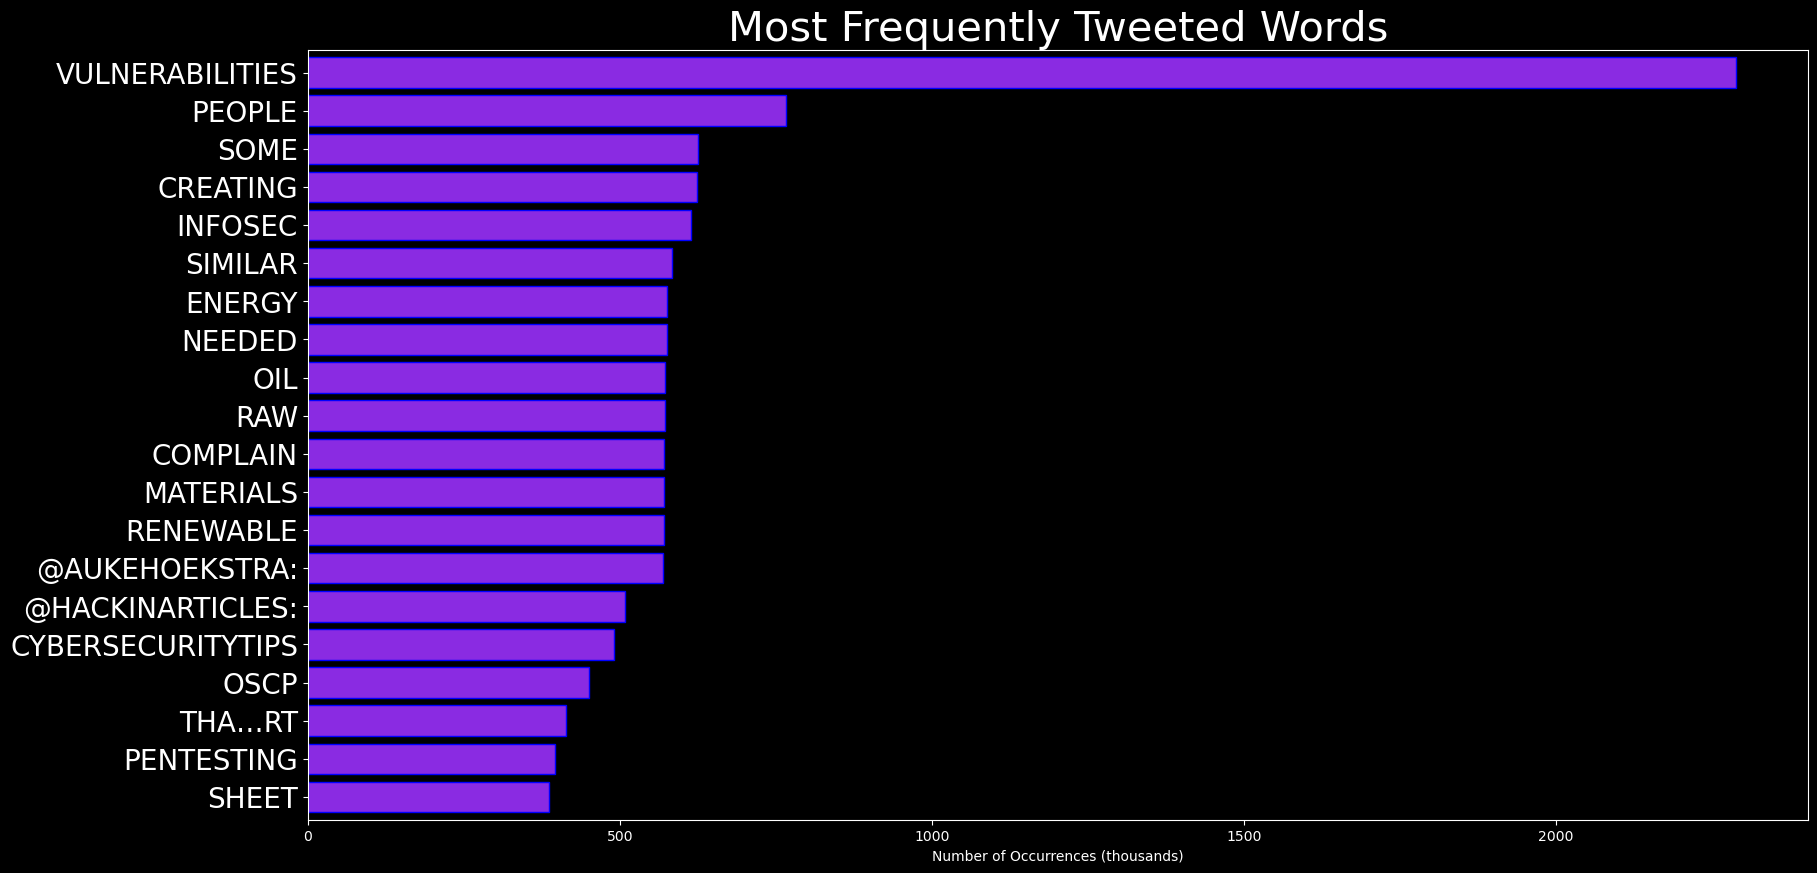 Most Frequently Tweeted Words
VULNERABILITIES
PEOPLE
SOME
CREATING
INFOSEC
SIMILAR
ENERGY
NEEDED
OIL
RAW
COMPLAIN
MATERIALS
RENEWABLE
@AUKEHOEKSTRA:
@HACKINARTICLES:
CYBERSECURITYTIPS
OSCP
THA…RT
PENTESTING
SHEET
0 500 1000 1500 2000
Number of Occurrences (thousands)